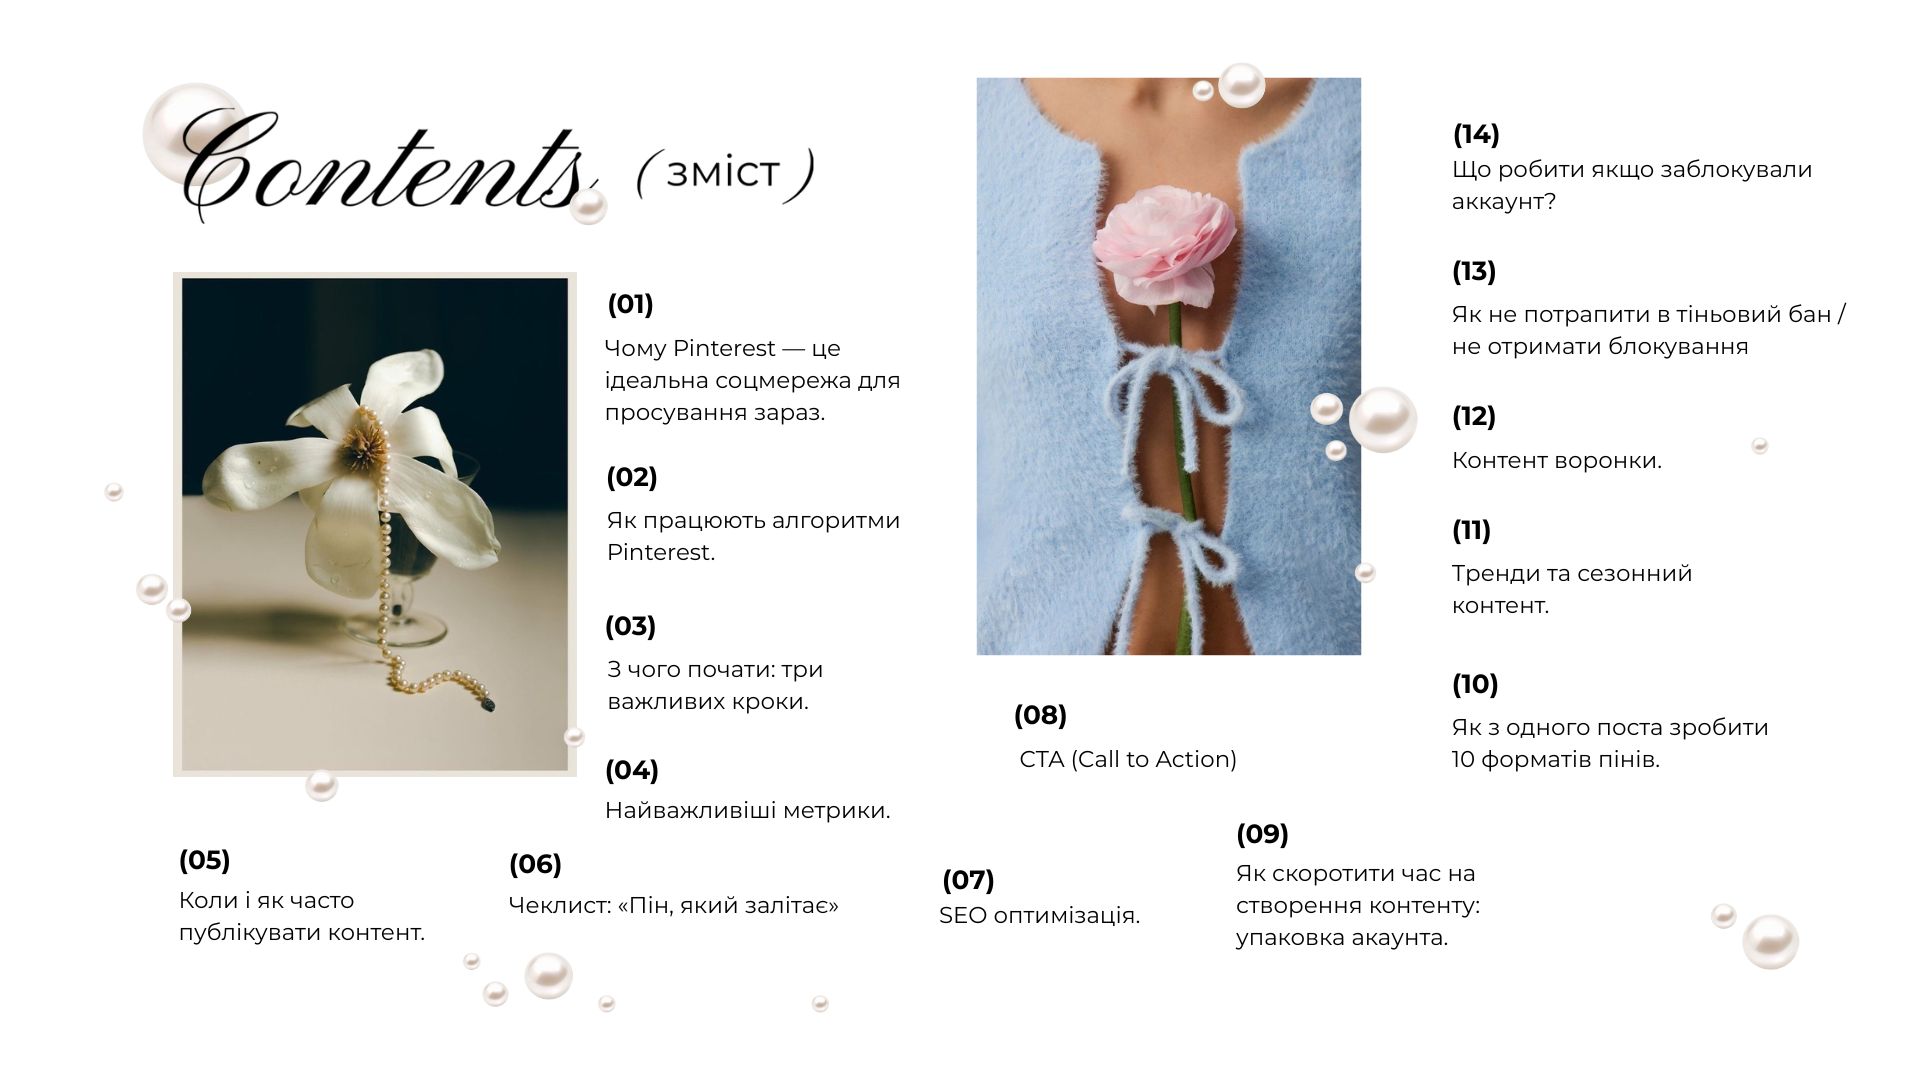 Contents ( зміст )
(01)
Чому Pinterest — це
ідеальна соцмережа для
просування зараз.
(02)
Як працюють алгоритми
Pinterest.
(03)
З чого почати: три
важливих кроки.
(04)
Найважливіші метрики.
(05)
Коли і як часто
публікувати контент.
(06)
Чеклист: «Пін, який залітає»
(07)
SEO оптимізація.
(08)
CTA (Call to Action)
(09)
Як скоротити час на
створення контенту:
упаковка акаунта.
(10)
Як з одного поста зробити
10 форматів пінів.
(11)
Тренди та сезонний
контент.
(12)
Контент воронки.
(13)
Як не потрапити в тіньовий бан /
не отримати блокування
(14)
Що робити якщо заблокували
аккаунт?